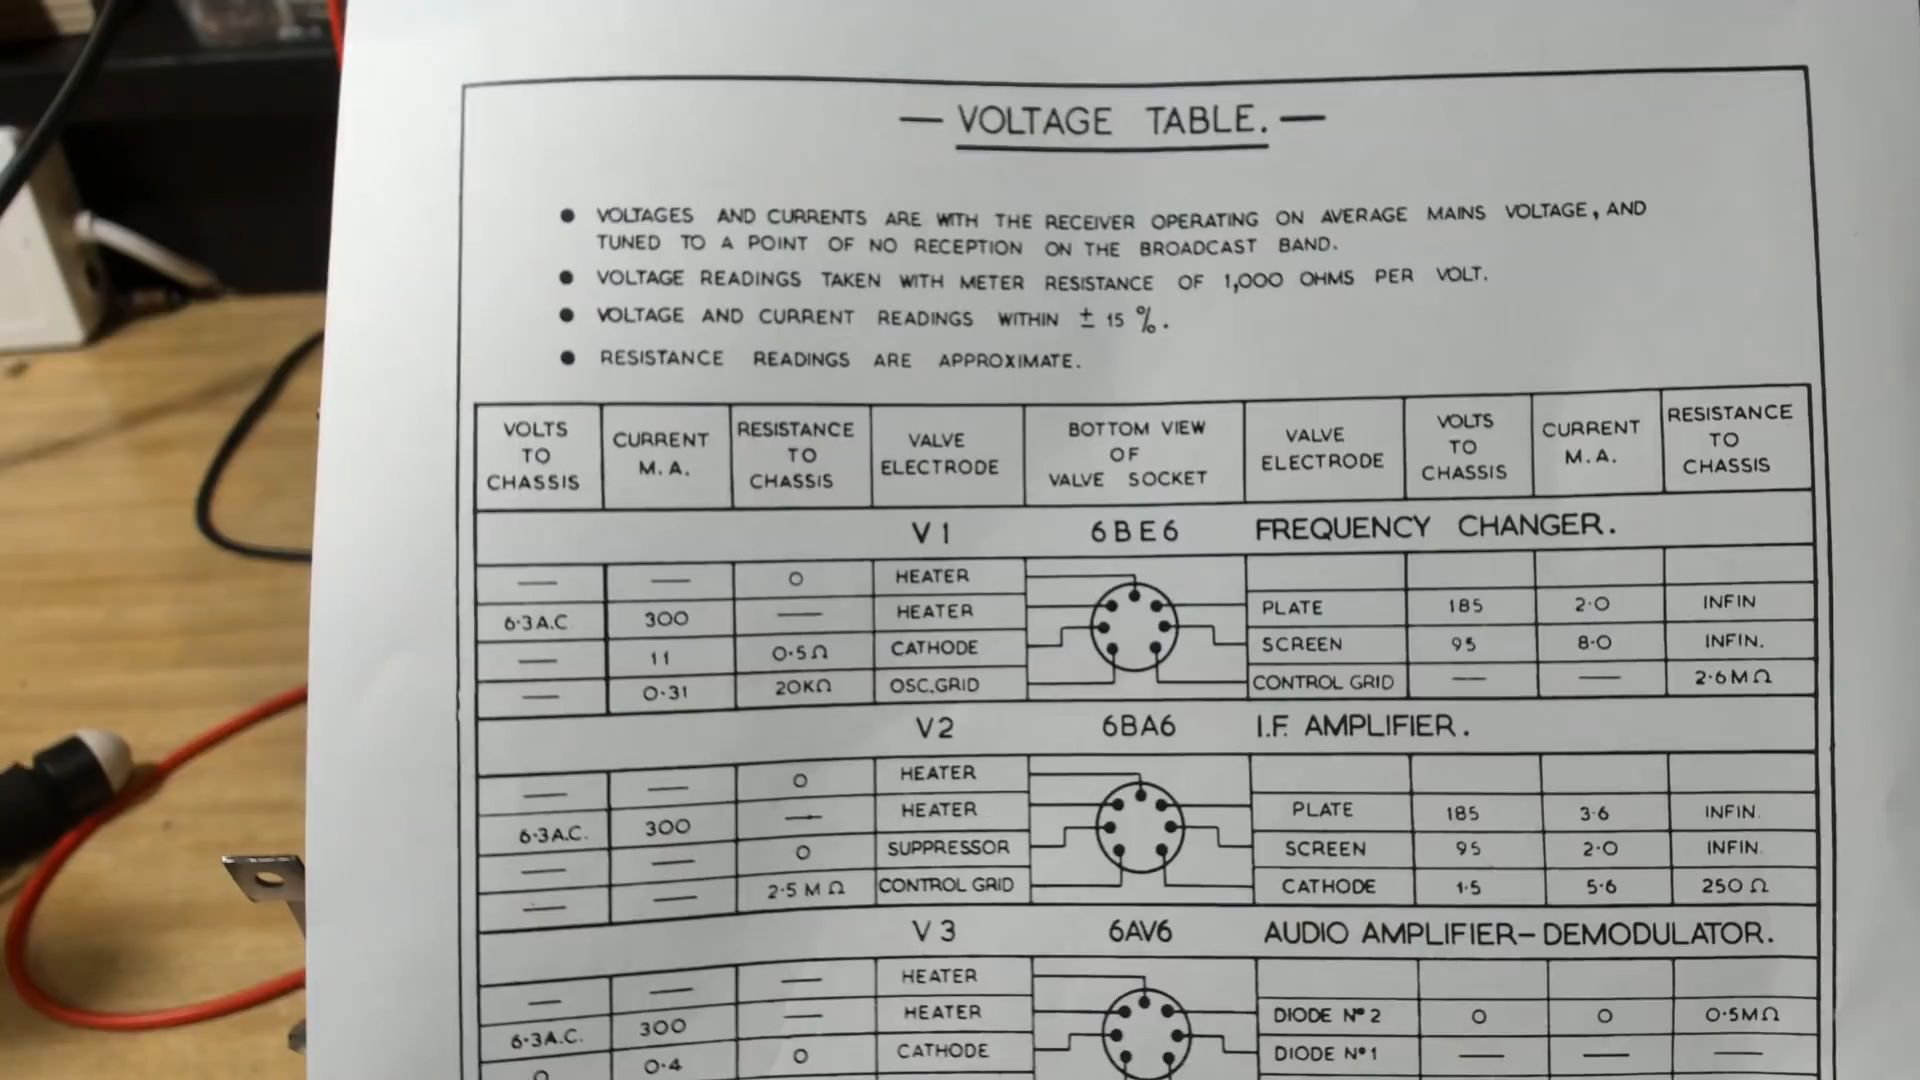 — VOLTAGE TABLE. —
● VOLTAGES AND CURRENTS ARE WITH THE RECEIVER OPERATING ON AVERAGE MAINS VOLTAGE, AND
TUNED TO A POINT OF NO RECEPTION ON THE BROADCAST BAND.
● VOLTAGE READINGS TAKEN WITH METER RESISTANCE OF 1,000 OHMS PER VOLT.
● VOLTAGE AND CURRENT READINGS WITHIN ± 15 %.
● RESISTANCE READINGS ARE APPROXIMATE.
VOLTS TO CHASSIS CURRENT M.A. RESISTANCE TO CHASSIS VALVE ELECTRODE BOTTOM VIEW OF VALVE SOCKET VALVE ELECTRODE VOLTS TO CHASSIS CURRENT M.A. RESISTANCE TO CHASSIS
V1 6BE6 FREQUENCY CHANGER.
— — O HEATER
6·3A.C 300 — HEATER PLATE 185 2·0 INFIN
— 11 0·5Ω CATHODE SCREEN 95 8·0 INFIN.
— 0·31 20KΩ OSC.GRID CONTROL GRID — — 2·6MΩ
V2 6BA6 I.F. AMPLIFIER.
— — O HEATER
6·3A.C. 300 — HEATER PLATE 185 3·6 INFIN.
— — O SUPPRESSOR SCREEN 95 2·0 INFIN.
— — 2·5MΩ CONTROL GRID CATHODE 1·5 5·6 250Ω
V3 6AV6 AUDIO AMPLIFIER–DEMODULATOR.
— — — HEATER
6·3A.C. 300 — HEATER DIODE Nº 2 O O 0·5MΩ
O 0·4 O CATHODE DIODE Nº 1 — — —